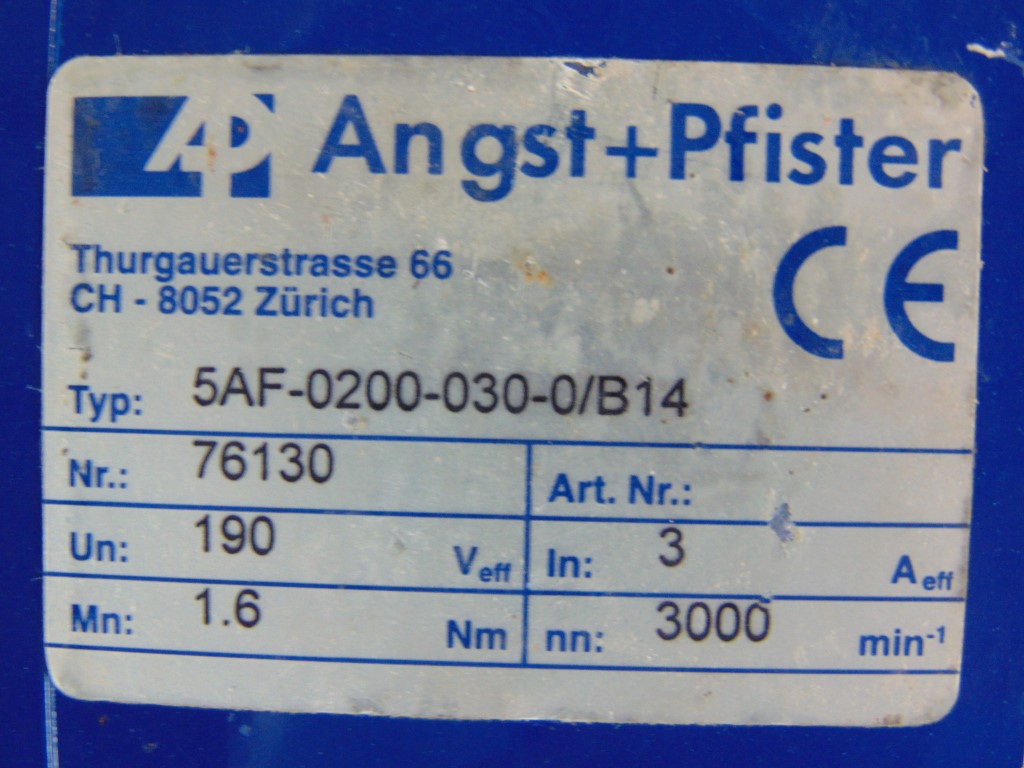 AP Angst+Pfister
Thurgauerstrasse 66
CH - 8052 Zürich
CE
Typ: 5AF-0200-030-0/B14
Nr.: 76130 Art. Nr.:
Un: 190 Veff In: 3 Aeff
Mn: 1.6 Nm nn: 3000 min-1